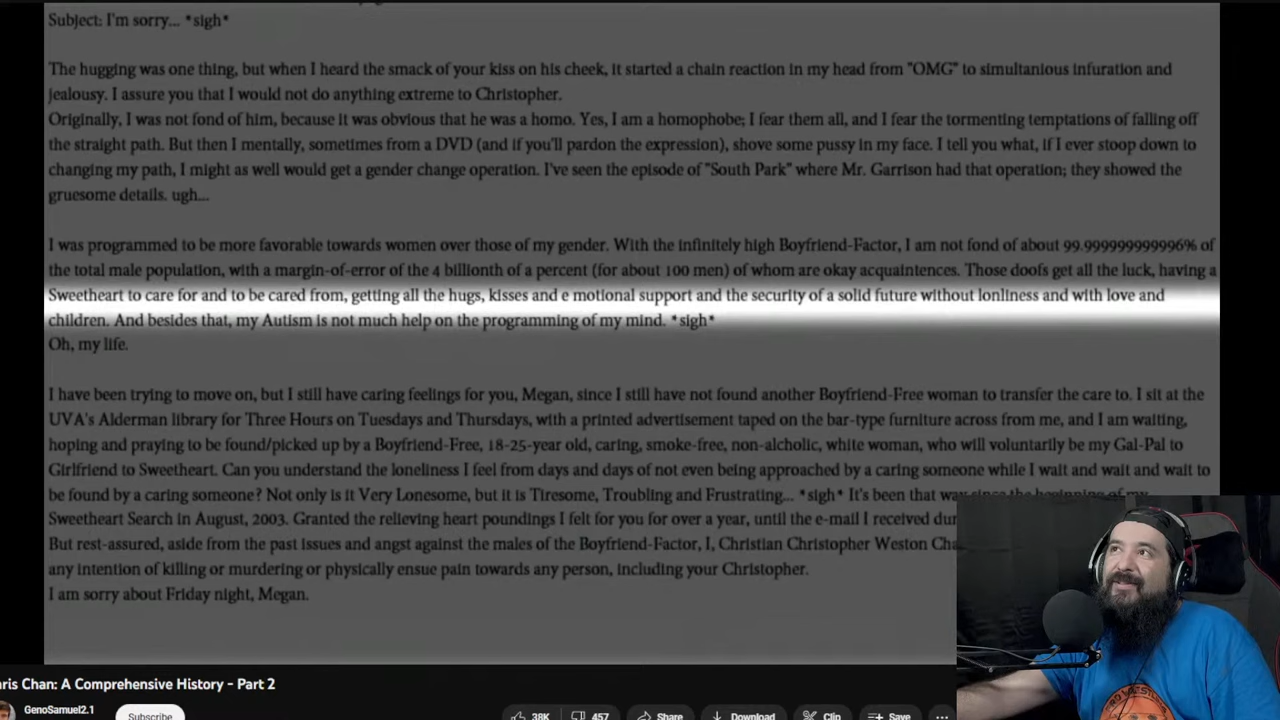 Subject: I'm sorry... *sigh*
The hugging was one thing, but when I heard the smack of your kiss on his cheek, it started a chain reaction in my head from "OMG" to simultanious infuration and
jealousy. I assure you that I would not do anything extreme to Christopher.
Originally, I was not fond of him, because it was obvious that he was a homo. Yes, I am a homophobe; I fear them all, and I fear the tormenting temptations of falling off
the straight path. But then I mentally, sometimes from a DVD (and if you'll pardon the expression), shove some pussy in my face. I tell you what, if I ever stoop down to
changing my path, I might as well would get a gender change operation. I've seen the episode of "South Park" where Mr. Garrison had that operation; they showed the
gruesome details. ugh...
I was programmed to be more favorable towards women over those of my gender. With the infinitely high Boyfriend-Factor, I am not fond of about 99.999999999996% of
the total male population, with a margin-of-error of the 4 billionth of a percent (for about 100 men) of whom are okay acquaintences. Those doofs get all the luck, having a
Sweetheart to care for and to be cared from, getting all the hugs, kisses and e motional support and the security of a solid future without lonliness and with love and
children. And besides that, my Autism is not much help on the programming of my mind. *sigh*
Oh, my life.
I have been trying to move on, but I still have caring feelings for you, Megan, since I still have not found another Boyfriend-Free woman to transfer the care to. I sit at the
UVA's Alderman library for Three Hours on Tuesdays and Thursdays, with a printed advertisement taped on the bar-type furniture across from me, and I am waiting,
hoping and praying to be found/picked up by a Boyfriend-Free, 18-25-year old, caring, smoke-free, non-alcholic, white woman, who will voluntarily be my Gal-Pal to
Girlfriend to Sweetheart. Can you understand the loneliness I feel from days and days of not even being approached by a caring someone while I wait and wait and wait to
be found by a caring someone? Not only is it Very Lonesome, but it is Tiresome, Troubling and Frustrating... *sigh* It's been that way since the beginning of my
Sweetheart Search in August, 2003. Granted the relieving heart poundings I felt for you for over a year, until the e-mail I received
But rest-assured, aside from the past issues and angst against the males of the Boyfriend-Factor, I, Christian Christopher Weston
any intention of killing or murdering or physically ensue pain towards any person, including your Christopher.
I am sorry about Friday night, Megan.
ris Chan: A Comprehensive History - Part 2
GenoSamuel2.1
Subscribe
38K
457
Share
Download
Clip
Save